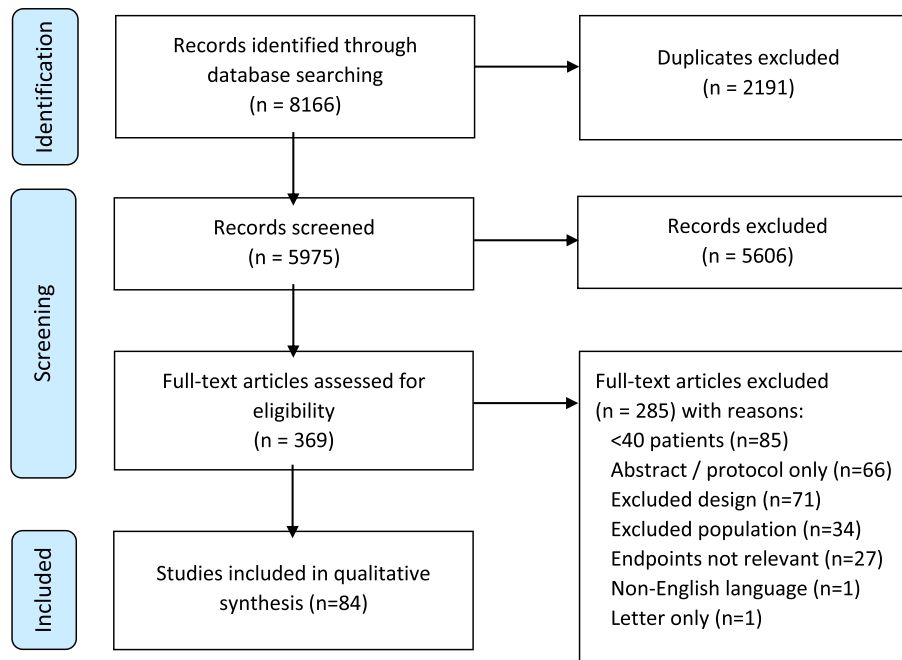 Identification
Records identified through
database searching
(n = 8166)
Duplicates excluded
(n = 2191)
Screening
Records screened
(n = 5975)
Records excluded
(n = 5606)
Full-text articles assessed for
eligibility
(n = 369)
Full-text articles excluded
(n = 285) with reasons:
<40 patients (n=85)
Abstract / protocol only (n=66)
Excluded design (n=71)
Excluded population (n=34)
Endpoints not relevant (n=27)
Non-English language (n=1)
Letter only (n=1)
Included
Studies included in qualitative
synthesis (n=84)